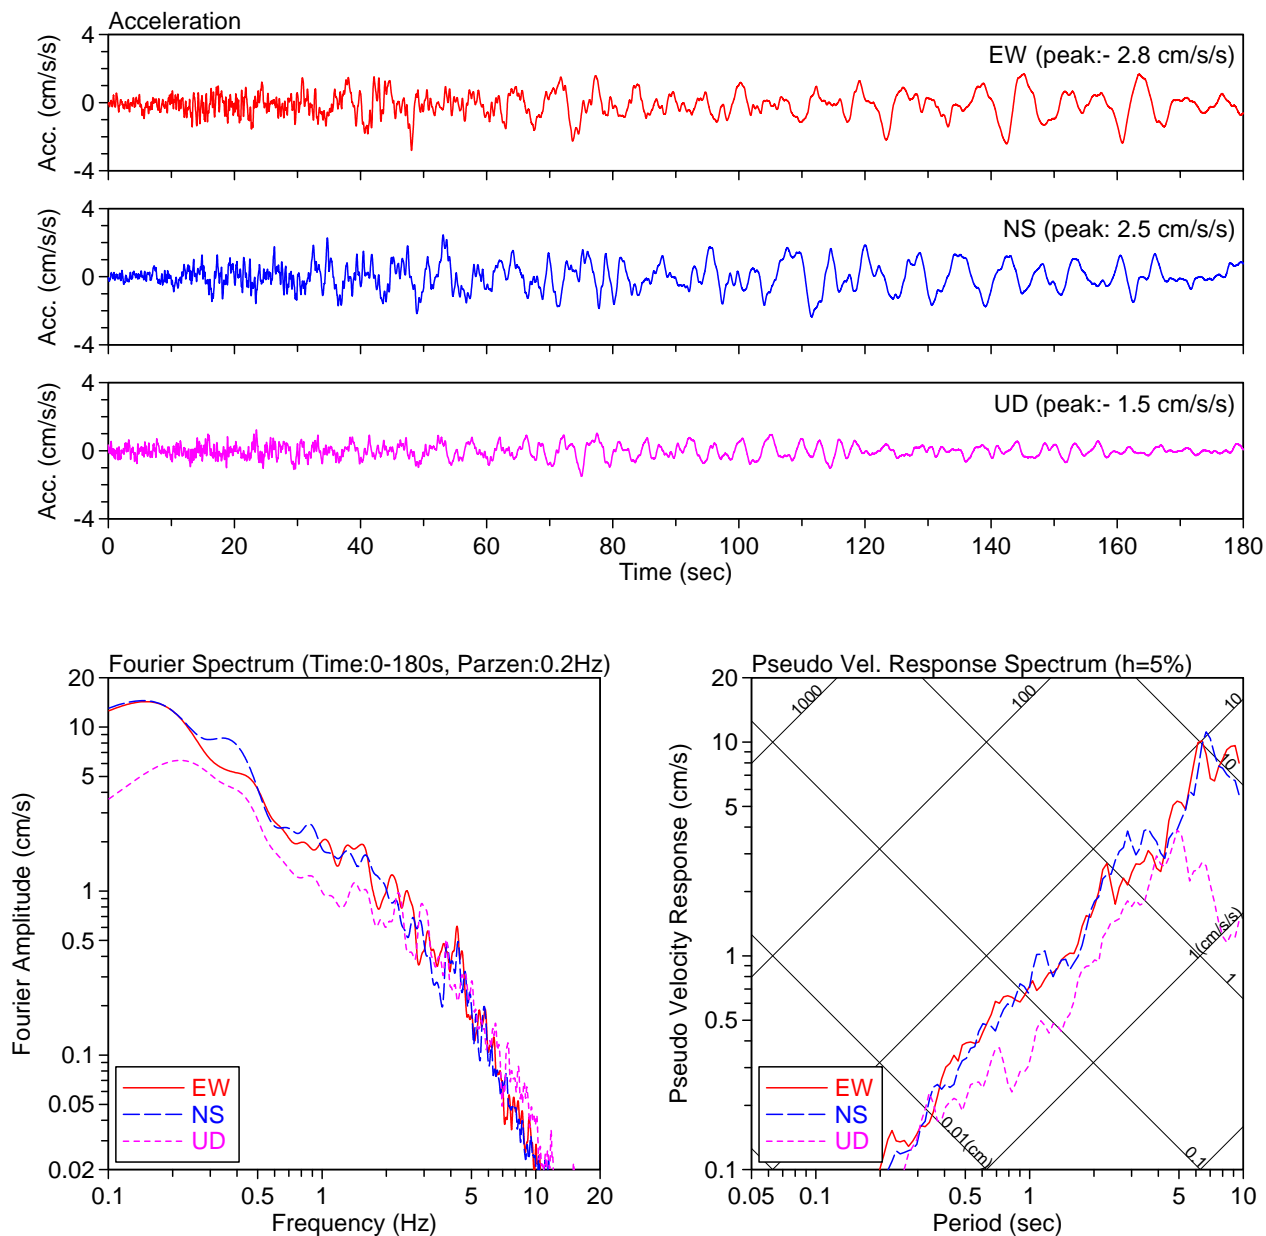 Acceleration
4
0
-4
Acc. (cm/s/s)
EW (peak:- 2.8 cm/s/s)
4
0
-4
Acc. (cm/s/s)
NS (peak: 2.5 cm/s/s)
4
0
-4
Acc. (cm/s/s)
UD (peak:- 1.5 cm/s/s)
0 20 40 60 80 100 120 140 160 180
Time (sec)
Fourier Spectrum (Time:0-180s, Parzen:0.2Hz)
20
10
5
1
0.5
0.1
0.05
0.02
Fourier Amplitude (cm/s)
EW
NS
UD
0.1 0.5 1 5 10 20
Frequency (Hz)
Pseudo Vel. Response Spectrum (h=5%)
20
10
5
1
0.5
0.1
Pseudo Velocity Response (cm/s)
1000
100
10
10
1(cm/s/s)
1
0.01(cm)
0.1
EW
NS
UD
0.05 0.1 0.5 1 5 10
Period (sec)